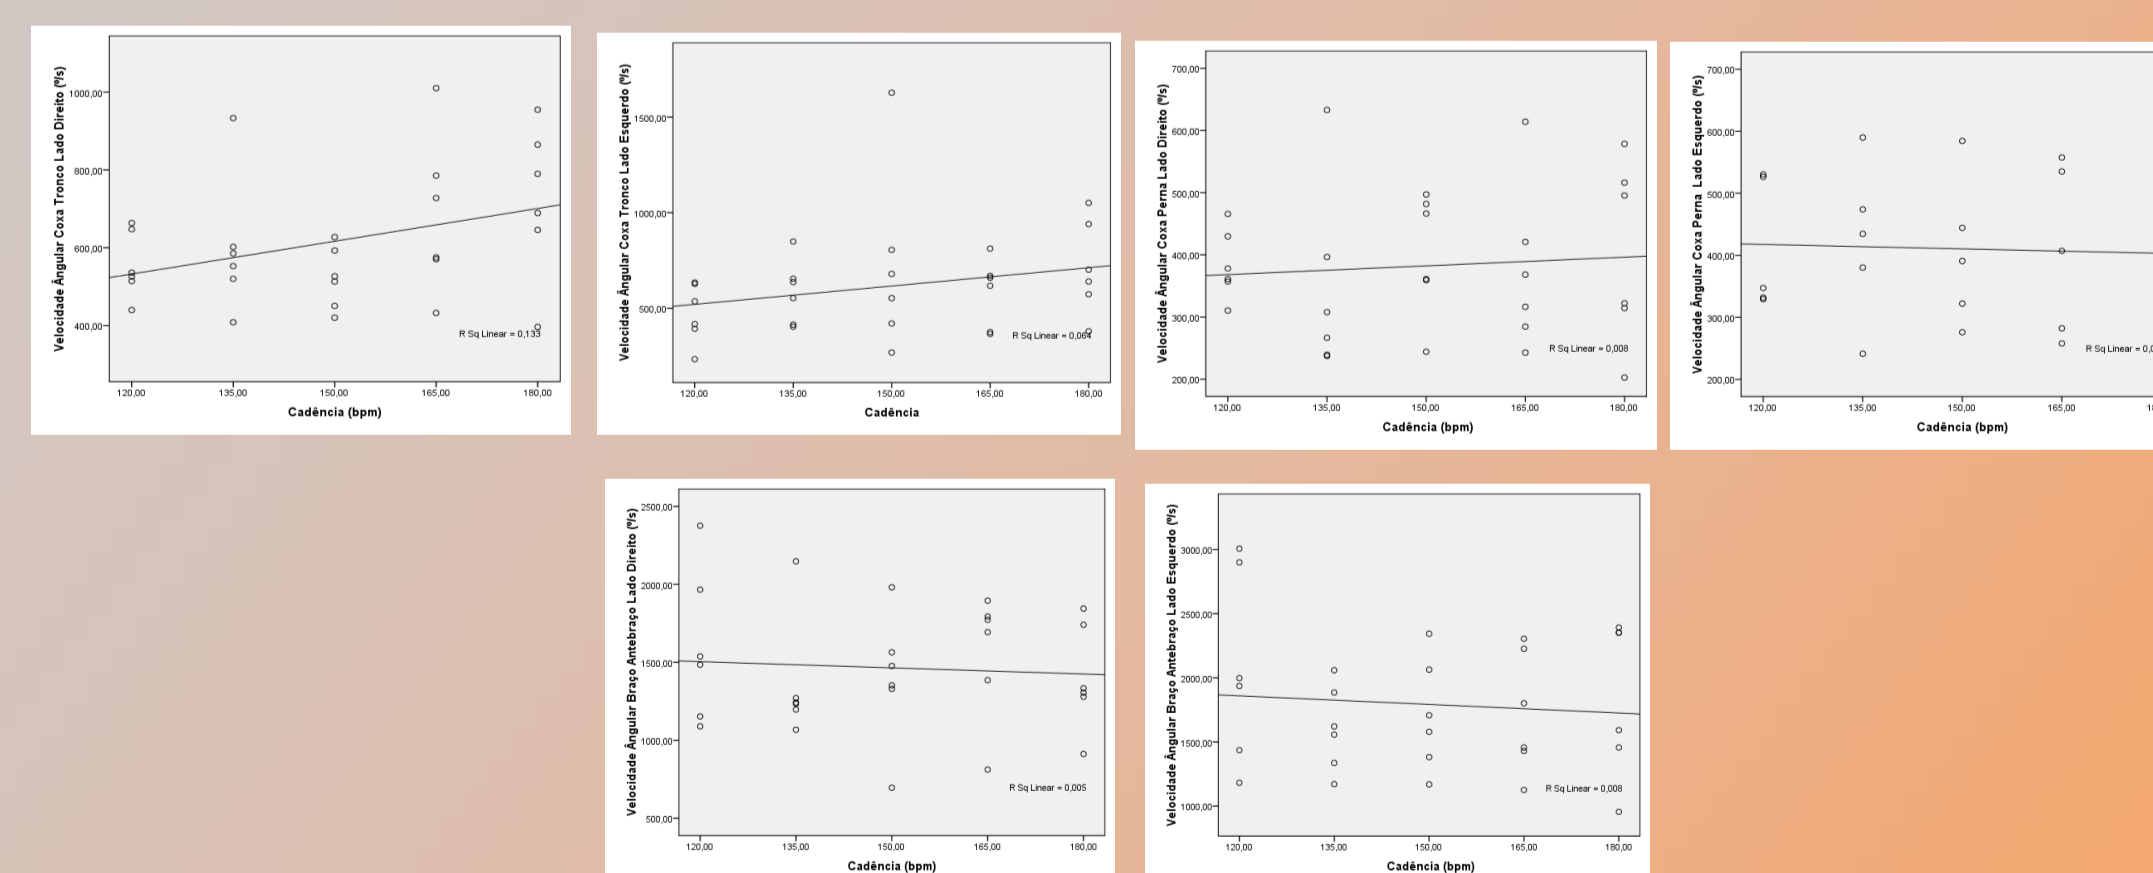 Velocidade Ângular Coxa Tronco Lado Direito (º/s)
1000,00
800,00
600,00
400,00
R Sq Linear = 0,133
120,00 135,00 150,00 165,00 180,00
Cadência (bpm)
Velocidade Ângular Coxa Tronco Lado Esquerdo (º/s)
1500,00
1000,00
500,00
R Sq Linear = 0,064
120,00 135,00 150,00 165,00 180,00
Cadência
Velocidade Ângular Coxa Perna Lado Direito (º/s)
700,00
600,00
500,00
400,00
300,00
200,00
R Sq Linear = 0,008
120,00 135,00 150,00 165,00 180,00
Cadência (bpm)
Velocidade Ângular Coxa Perna Lado Esquerdo (º/s)
700,00
600,00
500,00
400,00
300,00
200,00
R Sq Linear =
120,00 135,00 150,00 165,00
Cadência (bpm)
Velocidade Ângular Braço Antebraço Lado Direito (º/s)
2500,00
2000,00
1500,00
1000,00
500,00
R Sq Linear = 0,005
120,00 135,00 150,00 165,00 180,00
Cadência (bpm)
Velocidade Ângular Braço Antebraço Lado Esquerdo (º/s)
3000,00
2500,00
2000,00
1500,00
1000,00
R Sq Linear = 0,008
120,00 135,00 150,00 165,00 180,00
Cadência (bpm)